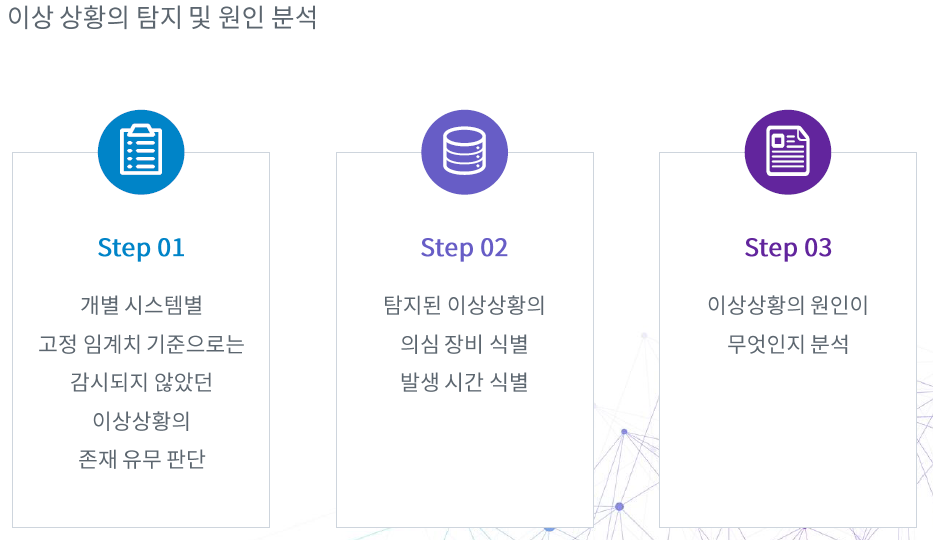 이상 상황의 탐지 및 원인 분석
Step 01
개별 시스템별
고정 임계치 기준으로는
감시되지 않았던
이상상황의
존재 유무 판단
Step 02
탐지된 이상상황의
의심 장비 식별
발생 시간 식별
Step 03
이상상황의 원인이
무엇인지 분석